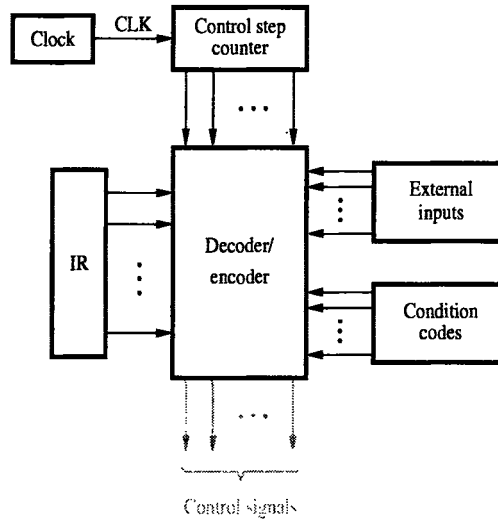 Clock
CLK
Control step
counter
IR
Decoder/
encoder
External
inputs
Condition
codes
Control signals